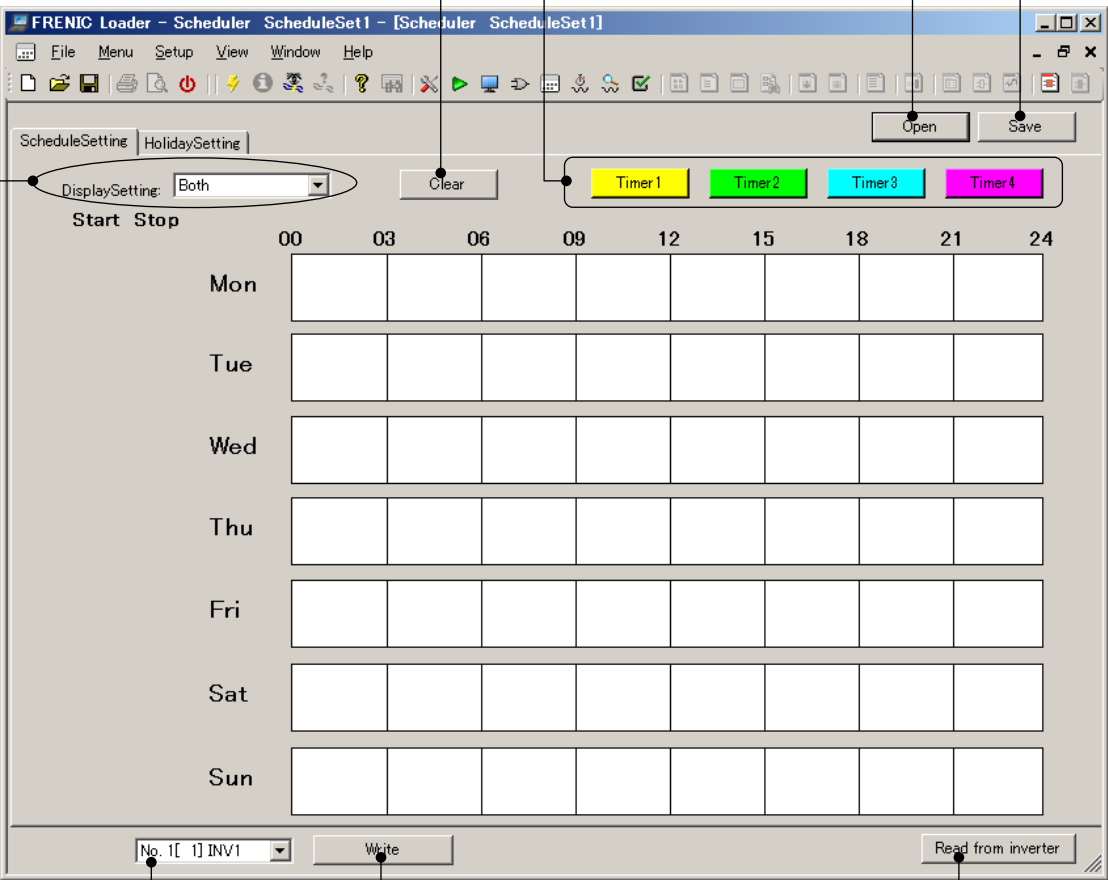 FRENIC Loader - Scheduler  ScheduleSet1 - [Scheduler  ScheduleSet1]
File  Menu  Setup  View  Window  Help
Open  Save
ScheduleSetting  HolidaySetting
DisplaySetting: Both  Clear  Timer1  Timer2  Timer3  Timer4
Start  Stop
00  03  06  09  12  15  18  21  24
Mon
Tue
Wed
Thu
Fri
Sat
Sun
No. 1[  1] INV1  Write  Read from inverter